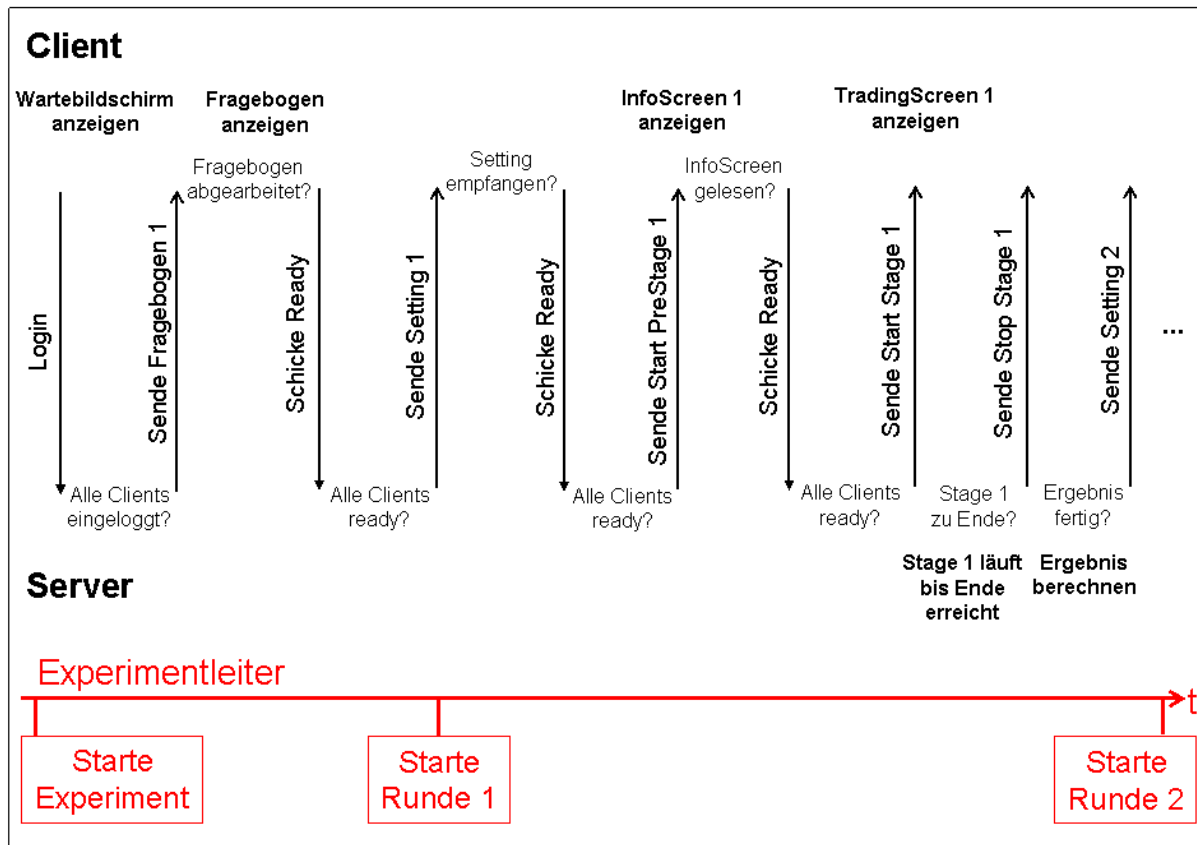 Client
Wartebildschirm
anzeigen
Fragebogen
anzeigen
InfoScreen 1
anzeigen
TradingScreen 1
anzeigen
Fragebogen
abgearbeitet?
Setting
empfangen?
InfoScreen
gelesen?
Login
Sende Fragebogen 1
Schicke Ready
Sende Setting 1
Schicke Ready
Sende Start PreStage 1
Schicke Ready
Sende Start Stage 1
Sende Stop Stage 1
Sende Setting 2
...
Alle Clients
eingeloggt?
Alle Clients
ready?
Alle Clients
ready?
Alle Clients
ready?
Stage 1
zu Ende?
Ergebnis
fertig?
Server
Stage 1 läuft
bis Ende
erreicht
Ergebnis
berechnen
Experimentleiter
t
Starte
Experiment
Starte
Runde 1
Starte
Runde 2